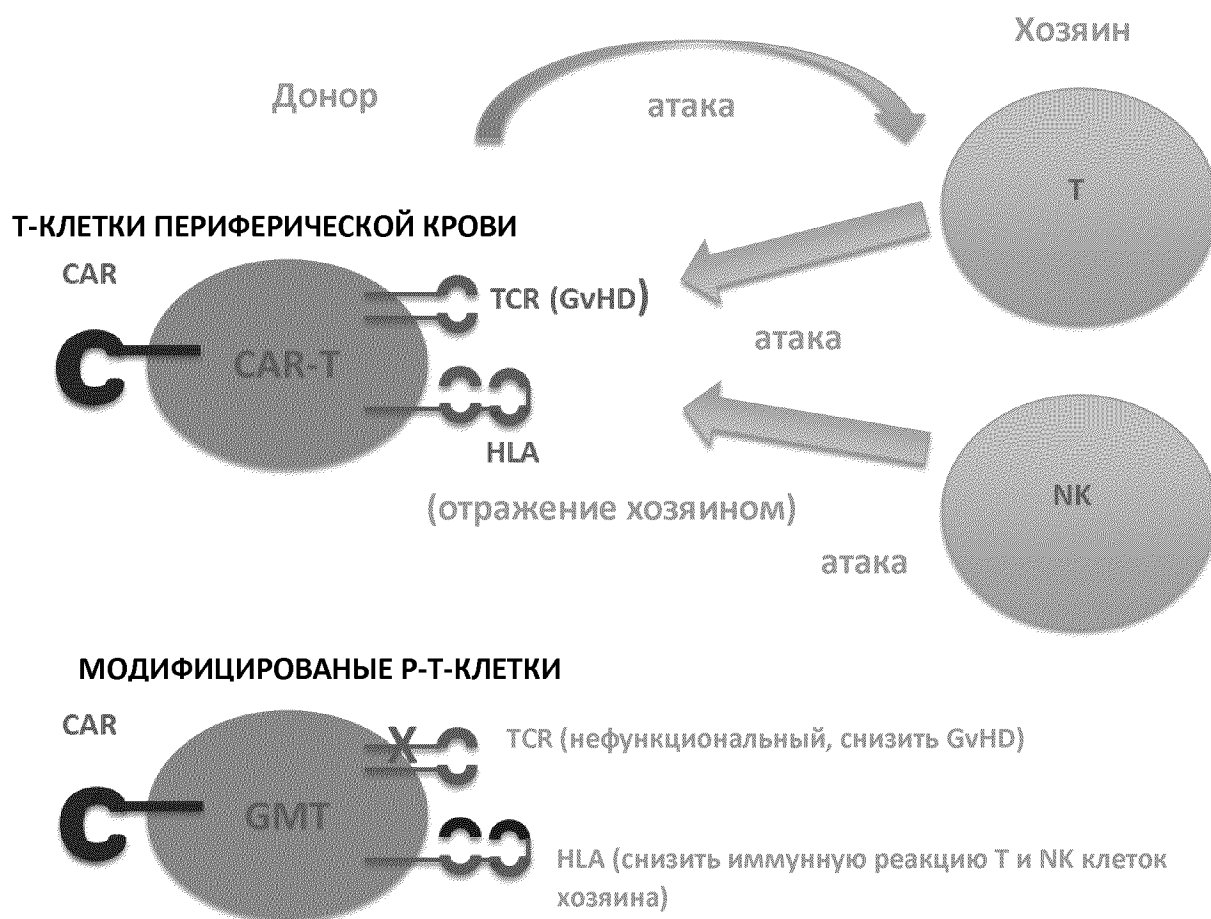 Хозяин
Донор
атака
T
Т-КЛЕТКИ ПЕРИФЕРИЧЕСКОЙ КРОВИ
CAR
TCR (GvHD)
CAR-T
атака
HLA
NK
(отражение хозяином)
атака
МОДИФИЦИРОВАНЫЕ Р-Т-КЛЕТКИ
CAR
X
TCR (нефункциональный, снизить GvHD)
GMT
HLA (снизить иммунную реакцию Т и NK клеток
хозяина)